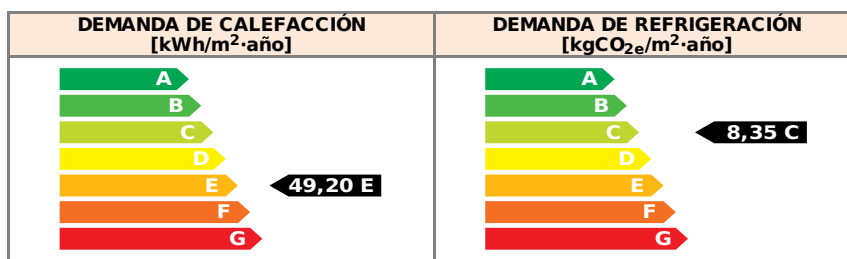 DEMANDA DE CALEFACCIÓN
[kWh/m²·año]
DEMANDA DE REFRIGERACIÓN
[kgCO₂e/m²·año]
A
B
C
D
E
F
G
49,20 E
A
B
C
D
E
F
G
8,35 C